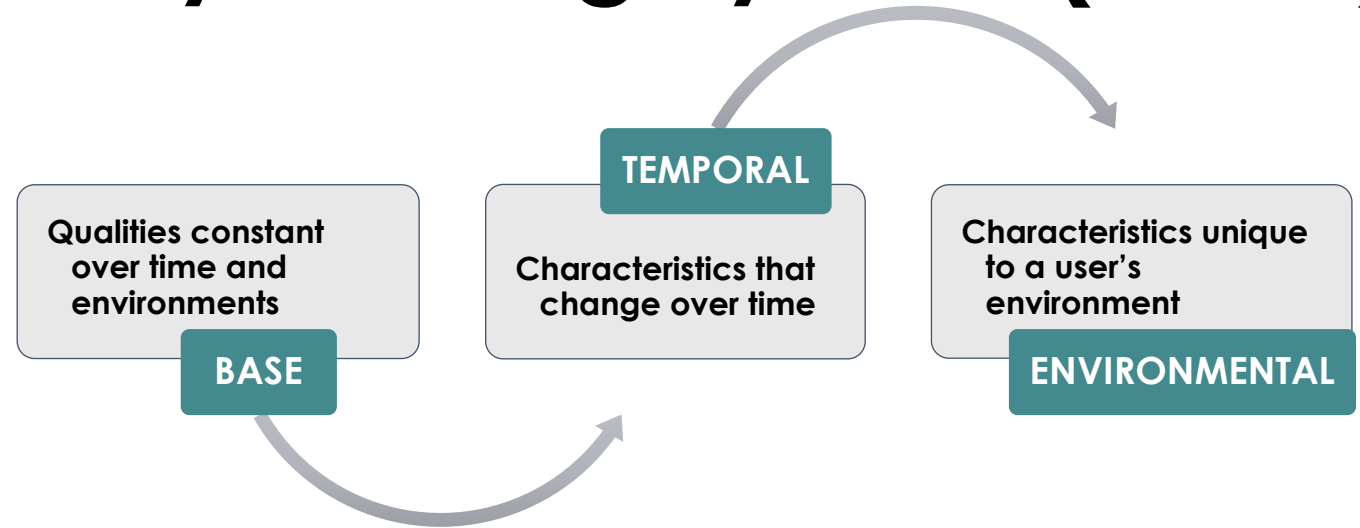 Qualities constant
over time and
environments
BASE
TEMPORAL
Characteristics that
change over time
Characteristics unique
to a user’s
environment
ENVIRONMENTAL